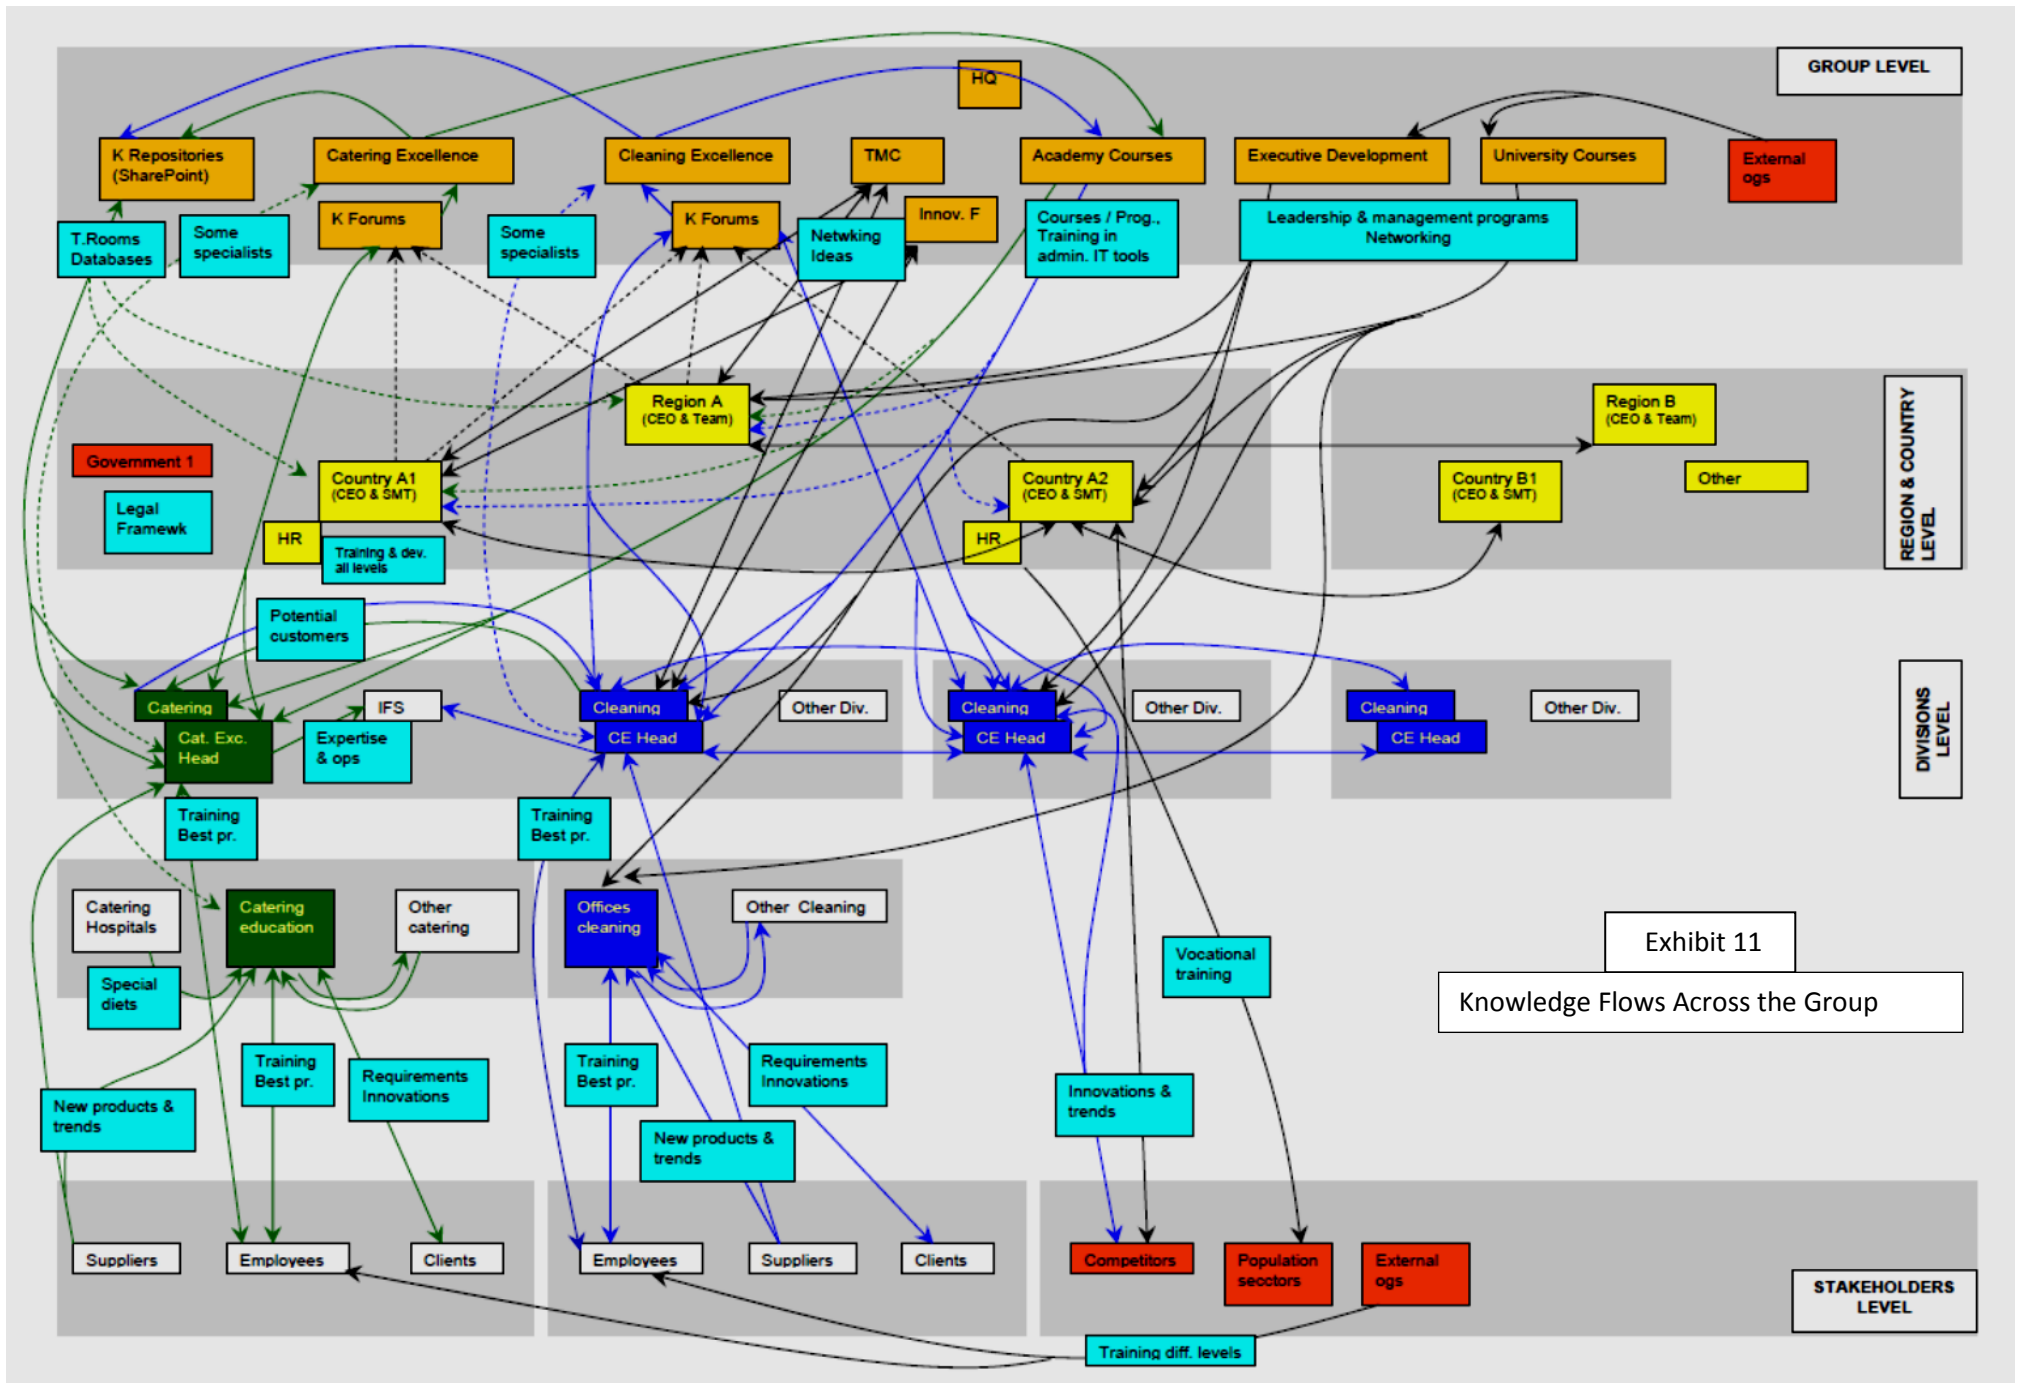 GROUP LEVEL
HQ
K Repositories
(SharePoint)
Catering Excellence
Cleaning Excellence
TMC
Academy Courses
Executive Development
University Courses
External
ogs
T.Rooms
Databases
Some
specialists
K Forums
Some
specialists
K Forums
Netwking
Ideas
Innov. F
Courses / Prog.,
Training in
admin. IT tools
Leadership & management programs
Networking
REGION & COUNTRY
LEVEL
Region A
(CEO & Team)
Region B
(CEO & Team)
Government 1
Legal
Framewk
Country A1
(CEO & SMT)
HR
Training & dev.
all levels
Country A2
(CEO & SMT)
HR
Country B1
(CEO & SMT)
Other
Potential
customers
DIVISIONS
LEVEL
Catering
Cat. Exc.
Head
IFS
Expertise
& ops
Cleaning
CE Head
Other Div.
Cleaning
CE Head
Other Div.
Cleaning
CE Head
Other Div.
Training
Best pr.
Training
Best pr.
Catering
Hospitals
Special
diets
Catering
education
Other
catering
Offices
cleaning
Other Cleaning
Vocational
training
Exhibit 11
Knowledge Flows Across the Group
New products &
trends
Training
Best pr.
Requirements
Innovations
Training
Best pr.
New products &
trends
Requirements
Innovations
Innovations &
trends
Suppliers
Employees
Clients
Employees
Suppliers
Clients
Competitors
Population
secctors
External
ogs
STAKEHOLDERS
LEVEL
Training diff. levels